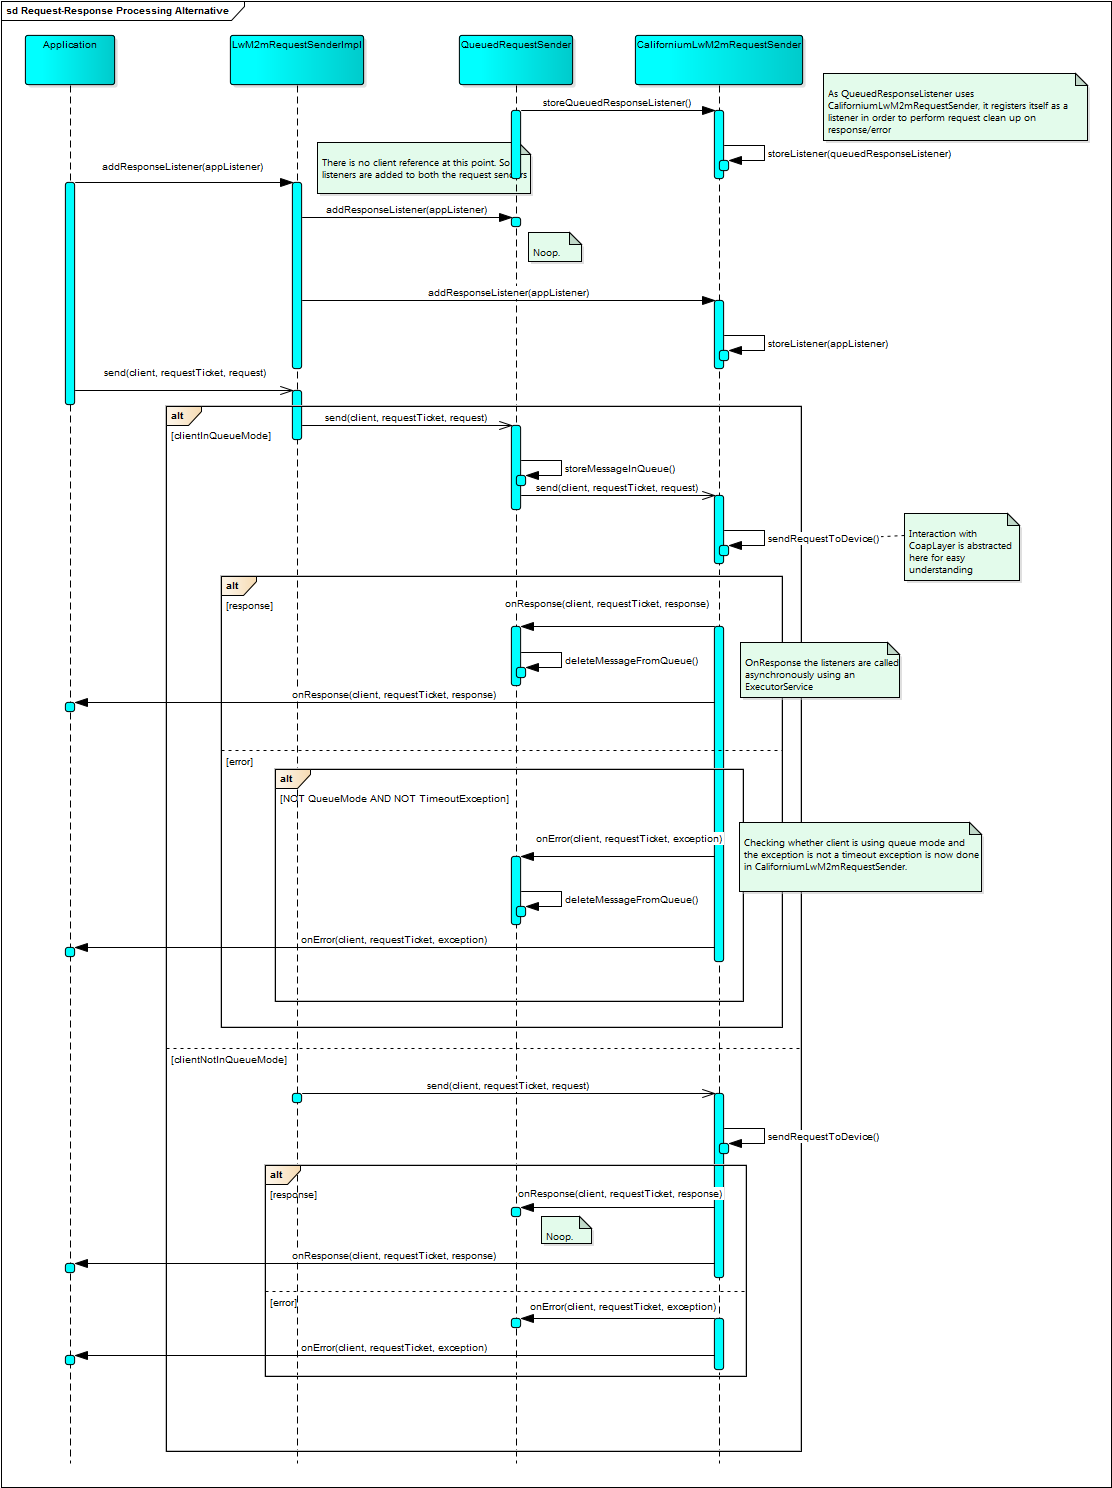 sd Request-Response Processing Alternative
Application
LwM2mRequestSenderImpl
QueuedRequestSender
CaliforniumLwM2mRequestSender
As QueuedResponseListener uses
CaliforniumLwM2mRequestSender, it registers itself as a
listener in order to perform request clean up on
response/error
storeQueuedResponseListener()
storeListener(queuedResponseListener)
There is no client reference at this point. So
listeners are added to both the request senders
addResponseListener(appListener)
addResponseListener(appListener)
Noop.
addResponseListener(appListener)
storeListener(appListener)
send(client, requestTicket, request)
alt
[clientInQueueMode]
send(client, requestTicket, request)
storeMessageInQueue()
send(client, requestTicket, request)
sendRequestToDevice()
Interaction with
CoapLayer is abstracted
here for easy
understanding
alt
[response]
onResponse(client, requestTicket, response)
deleteMessageFromQueue()
OnResponse the listeners are called
asynchronously using an
ExecutorService
onResponse(client, requestTicket, response)
[error]
alt
[NOT QueueMode AND NOT TimeoutException]
onError(client, requestTicket, exception)
Checking whether client is using queue mode and
the exception is not a timeout exception is now done
in CaliforniumLwM2mRequestSender.
deleteMessageFromQueue()
onError(client, requestTicket, exception)
[clientNotInQueueMode]
send(client, requestTicket, request)
sendRequestToDevice()
alt
[response]
onResponse(client, requestTicket, response)
Noop.
onResponse(client, requestTicket, response)
[error]
onError(client, requestTicket, exception)
onError(client, requestTicket, exception)